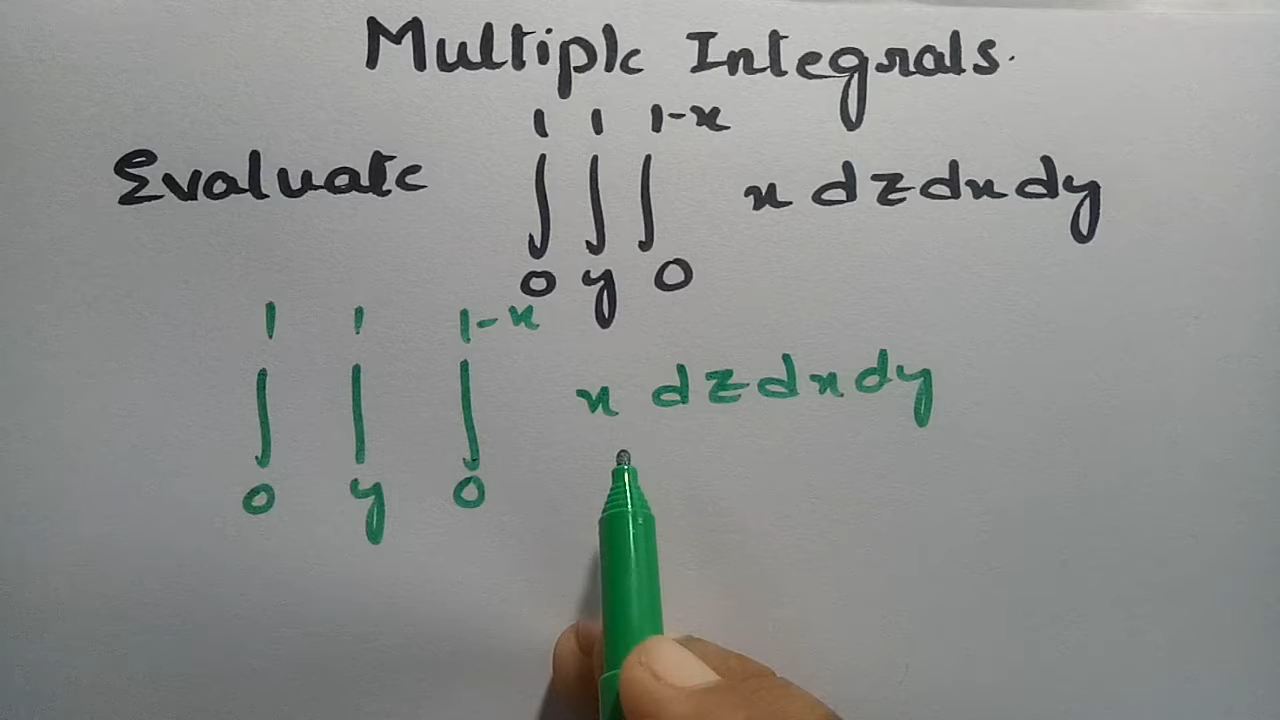 Multiple Integrals.
1 1 1-x
Evaluate ∫ ∫ ∫ x dz dx dy
0 y 0
1 1 1-x
∫ ∫ ∫ x dz dx dy
0 y 0